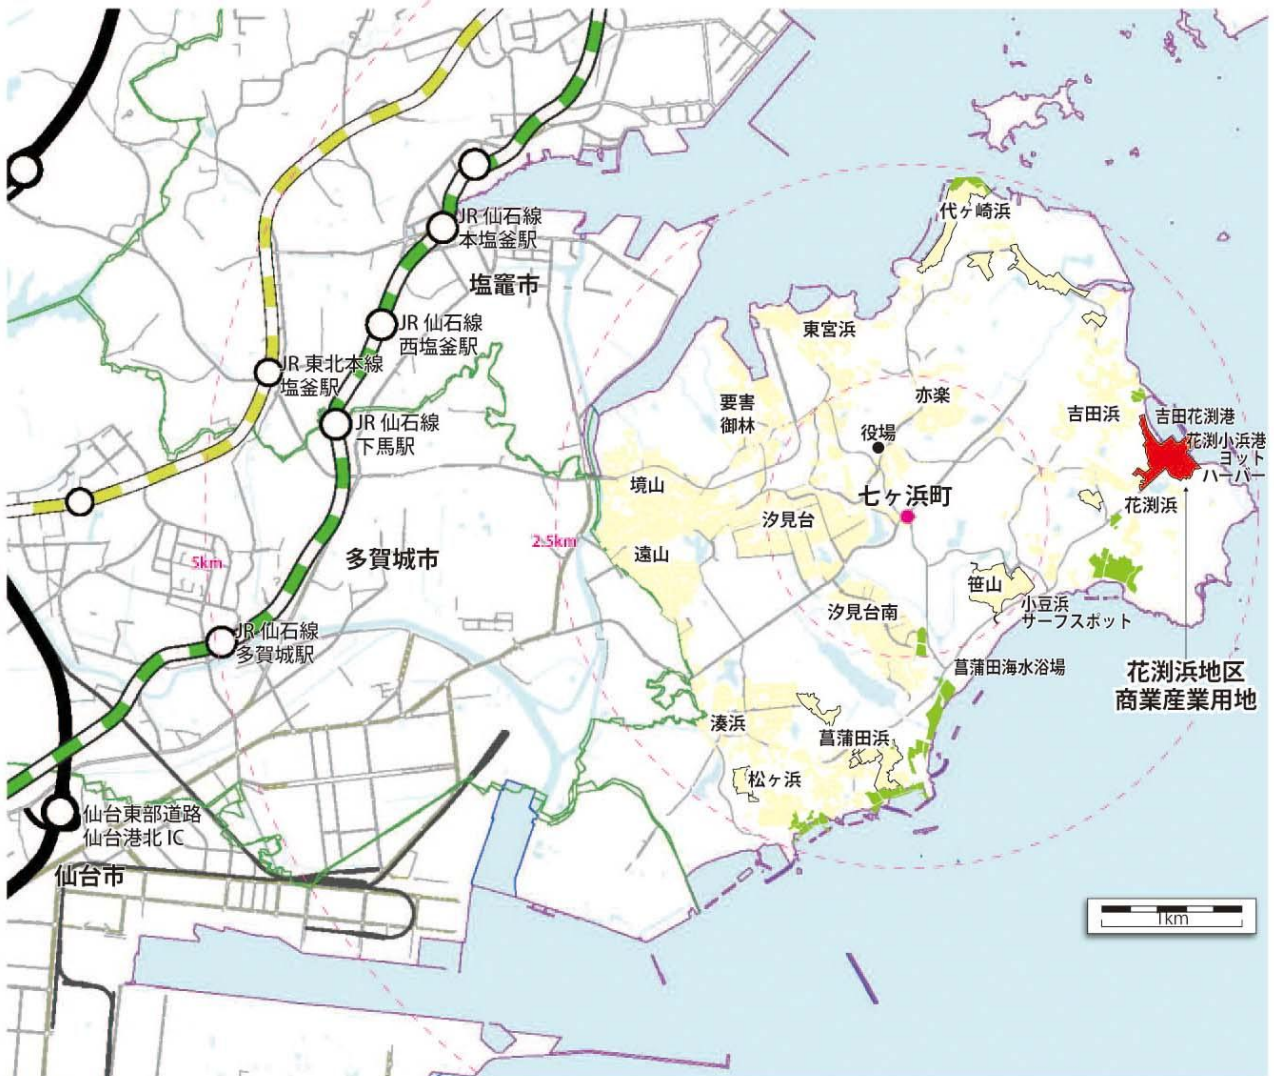 代ヶ崎浜
JR 仙石線
本塩釜駅
塩竈市
JR 仙石線
西塩釜駅
東宮浜
JR 東北本線
塩釜駅
JR 仙石線
下馬駅
要害
御林
亦楽
吉田浜
吉田花渕港
花渕小浜港
ヨット
ハーバー
役場
境山
七ヶ浜町
花渕浜
汐見台
遠山
2.5km
5km
多賀城市
笹山
小豆浜
サーフスポット
汐見台南
JR 仙石線
多賀城駅
菖蒲田海水浴場
花渕浜地区
商業産業用地
湊浜
菖蒲田浜
松ヶ浜
仙台東部道路
仙台港北 IC
仙台市
1km